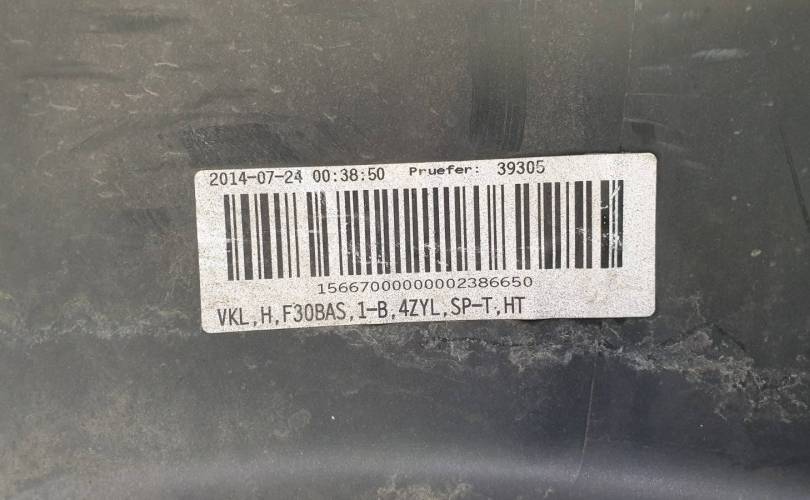 2014-07-24 00:38:50 Pruefer: 39305
15667000000002386650
VKL,H,F30BAS,1-B,4ZYL,SP-T,HT